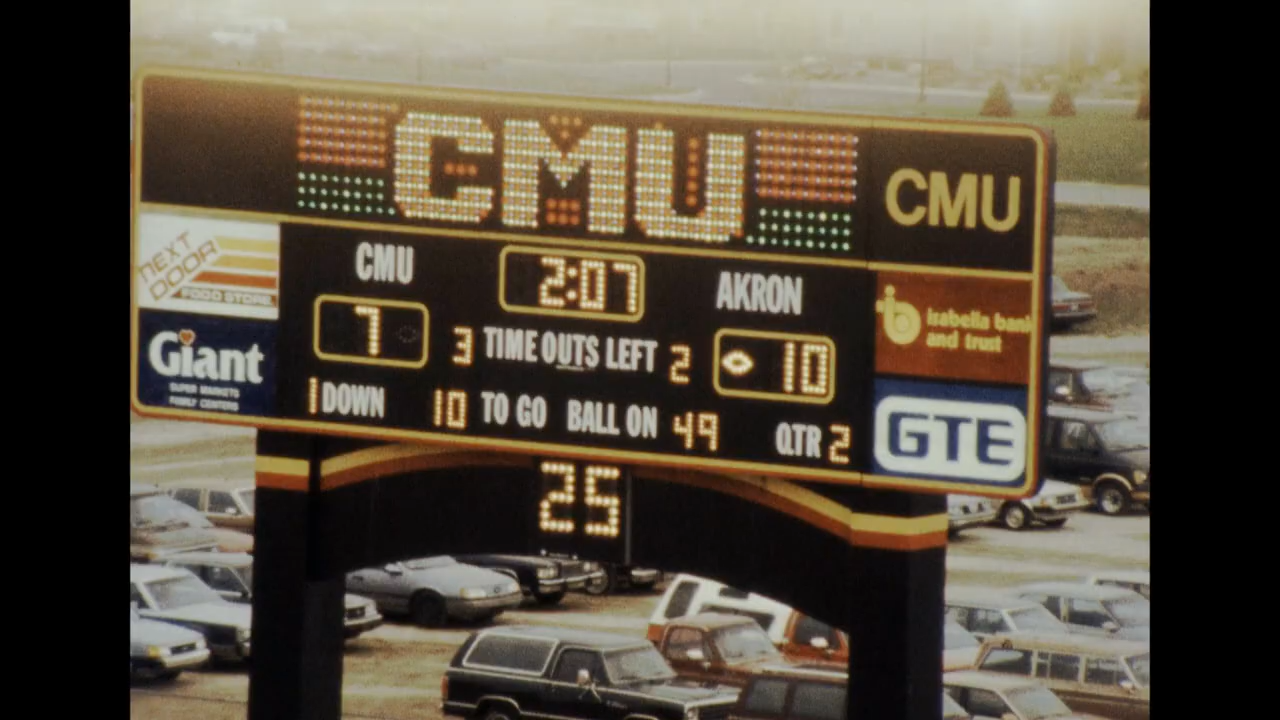 CMU
CMU
NEXT
DOOR
FOOD STORE
Giant
SUPER MARKETS
FAMILY CENTERS
CMU
2:07
AKRON
7
3 TIME OUTS LEFT 2
10
1 DOWN 10 TO GO BALL ON 49 QTR 2
isabella bank
and trust
GTE
25